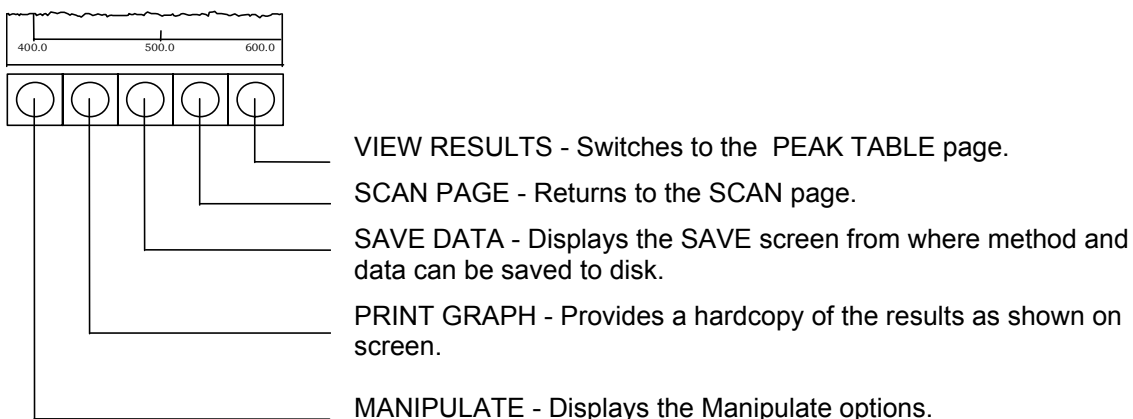 400.0 500.0 600.0
VIEW RESULTS - Switches to the PEAK TABLE page.
SCAN PAGE - Returns to the SCAN page.
SAVE DATA - Displays the SAVE screen from where method and
data can be saved to disk.
PRINT GRAPH - Provides a hardcopy of the results as shown on
screen.
MANIPULATE - Displays the Manipulate options.